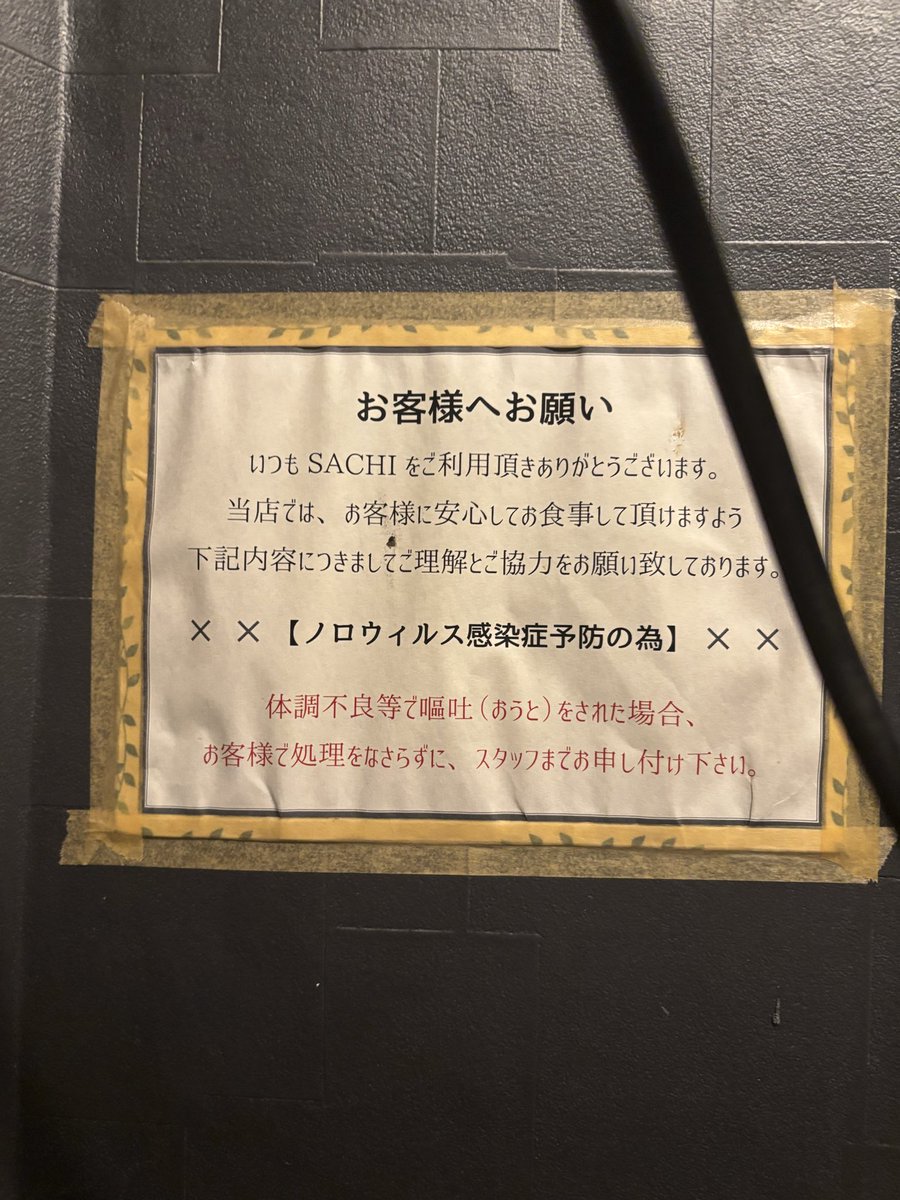 お客様へお願い
いつも SACHI をご利用頂きありがとうございます。
当店では、お客様に安心してお食事して頂けますよう
下記内容につきましてご理解とご協力をお願い致しております。
× × 【ノロウィルス感染症予防の為】 × ×
体調不良等で嘔吐（おうと）をされた場合、
お客様で処理をなさらずに、スタッフまでお申し付け下さい。